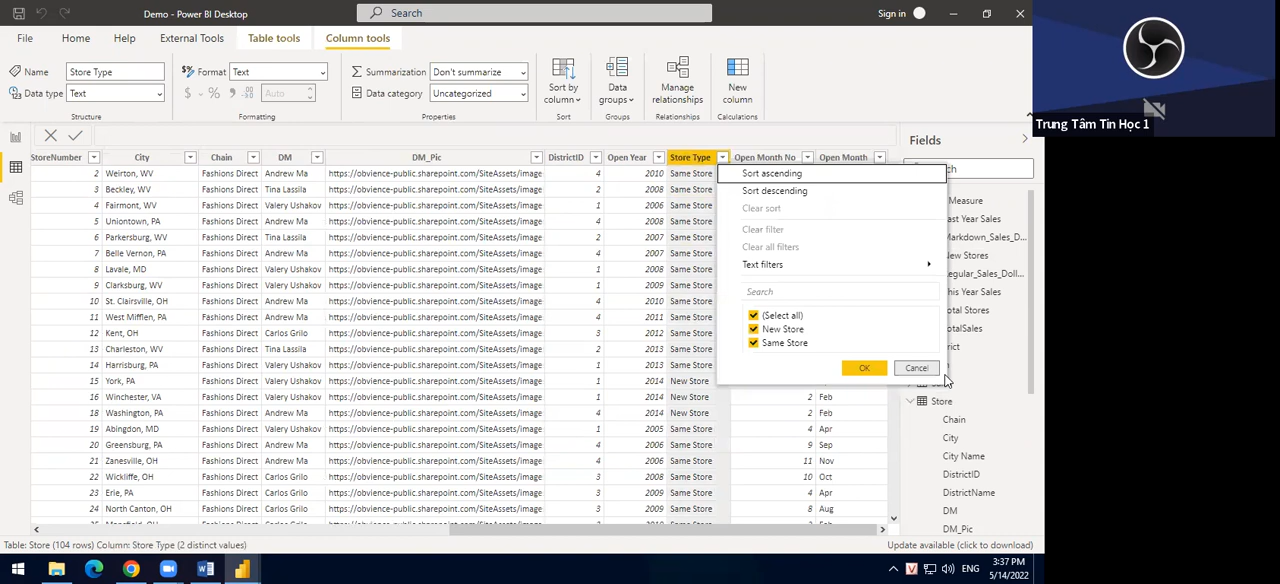 Demo - Power BI Desktop
Search
Sign in
File Home Help External Tools Table tools Column tools
Name Store Type
Data type Text
Structure
Format Text
$ % Auto
Formatting
Summarization Don't summarize
Data category Uncategorized
Properties
Sort by column
Sort
Data groups
Groups
Manage relationships
Relationships
New column
Calculations
Trung Tâm Tin Học 1
StoreNumber City Chain DM DM_Pic DistrictID Open Year Store Type Open Month No Open Month
2 Weirton, WV Fashions Direct Andrew Ma https://obvience-public.sharepoint.com/SiteAssets/image 4 2010 Same Store
3 Beckley, WV Fashions Direct Tina Lassila https://obvience-public.sharepoint.com/SiteAssets/image 2 2008 Same Store
4 Fairmont, WV Fashions Direct Valery Ushakov https://obvience-public.sharepoint.com/SiteAssets/image 1 2006 Same Store
5 Uniontown, PA Fashions Direct Andrew Ma https://obvience-public.sharepoint.com/SiteAssets/image 4 2008 Same Store
6 Parkersburg, WV Fashions Direct Tina Lassila https://obvience-public.sharepoint.com/SiteAssets/image 2 2007 Same Store
7 Belle Vernon, PA Fashions Direct Andrew Ma https://obvience-public.sharepoint.com/SiteAssets/image 4 2007 Same Store
8 Lavale, MD Fashions Direct Valery Ushakov https://obvience-public.sharepoint.com/SiteAssets/image 1 2008 Same Store
9 Clarksburg, WV Fashions Direct Valery Ushakov https://obvience-public.sharepoint.com/SiteAssets/image 1 2009 Same Store
10 St. Clairsville, OH Fashions Direct Andrew Ma https://obvience-public.sharepoint.com/SiteAssets/image 4 2010 Same Store
11 West Mifflen, PA Fashions Direct Andrew Ma https://obvience-public.sharepoint.com/SiteAssets/image 4 2011 Same Store
12 Kent, OH Fashions Direct Carlos Grilo https://obvience-public.sharepoint.com/SiteAssets/image 3 2012 Same Store
13 Charleston, WV Fashions Direct Tina Lassila https://obvience-public.sharepoint.com/SiteAssets/image 2 2013 Same Store
14 Harrisburg, PA Fashions Direct Valery Ushakov https://obvience-public.sharepoint.com/SiteAssets/image 1 2013 Same Store
15 York, PA Fashions Direct Valery Ushakov https://obvience-public.sharepoint.com/SiteAssets/image 1 2014 New Store
16 Winchester, VA Fashions Direct Valery Ushakov https://obvience-public.sharepoint.com/SiteAssets/image 1 2014 New Store 2 Feb
18 Washington, PA Fashions Direct Andrew Ma https://obvience-public.sharepoint.com/SiteAssets/image 4 2014 New Store 2 Feb
19 Abingdon, MD Fashions Direct Valery Ushakov https://obvience-public.sharepoint.com/SiteAssets/image 1 2005 Same Store 4 Apr
20 Greensburg, PA Fashions Direct Andrew Ma https://obvience-public.sharepoint.com/SiteAssets/image 4 2006 Same Store 9 Sep
21 Zanesville, OH Fashions Direct Andrew Ma https://obvience-public.sharepoint.com/SiteAssets/image 4 2006 Same Store 11 Nov
22 Wickliffe, OH Fashions Direct Carlos Grilo https://obvience-public.sharepoint.com/SiteAssets/image 3 2008 Same Store 10 Oct
23 Erie, PA Fashions Direct Carlos Grilo https://obvience-public.sharepoint.com/SiteAssets/image 3 2009 Same Store 4 Apr
24 North Canton, OH Fashions Direct Carlos Grilo https://obvience-public.sharepoint.com/SiteAssets/image 3 2009 Same Store 8 Aug
Sort ascending
Sort descending
Clear sort
Clear filter
Clear all filters
Text filters
Search
(Select all)
New Store
Same Store
OK Cancel
Fields
ch
Measure
ast Year Sales
Markdown_Sales_D...
New Stores
egular_Sales_Doll...
his Year Sales
otal Stores
otalSales
rict
Store
Chain
City
City Name
DistrictID
DistrictName
DM
DM_Pic
Table: Store (104 rows) Column: Store Type (2 distinct values)
Update available (click to download)
ENG
3:37 PM
5/14/2022